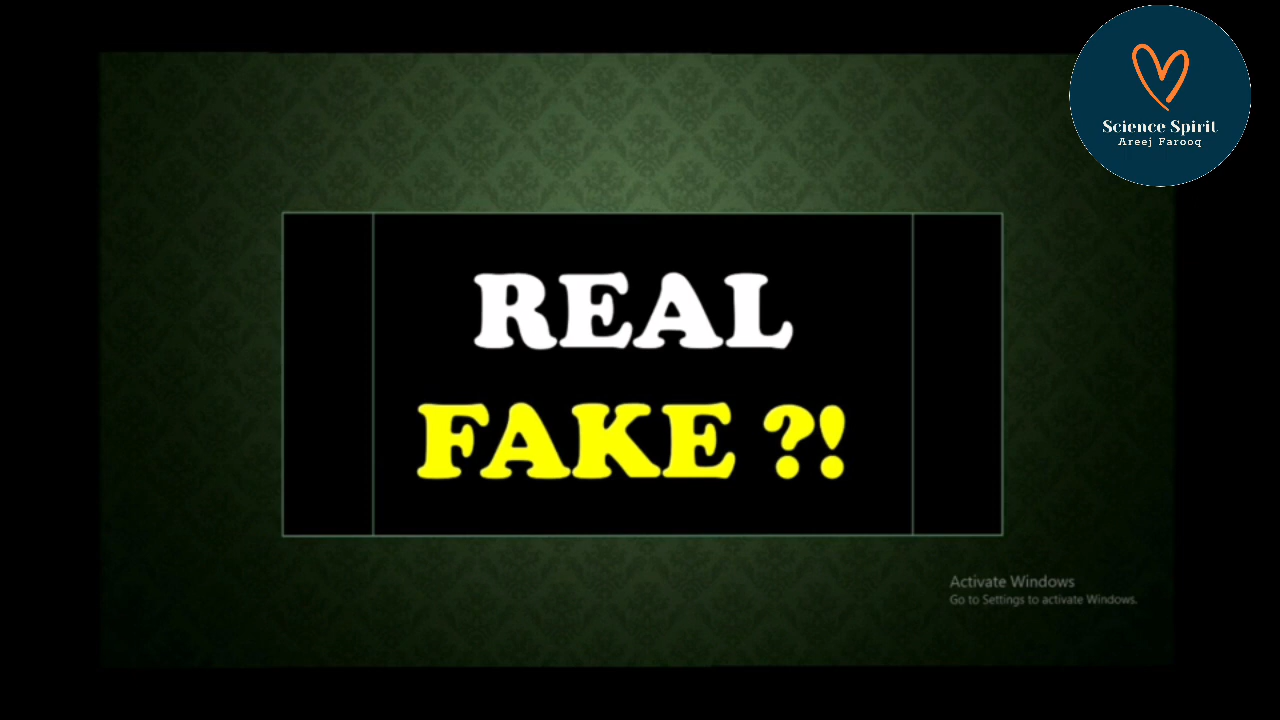 Science Spirit
Areej Farooq
REAL
FAKE ?!
Activate Windows
Go to Settings to activate Windows.